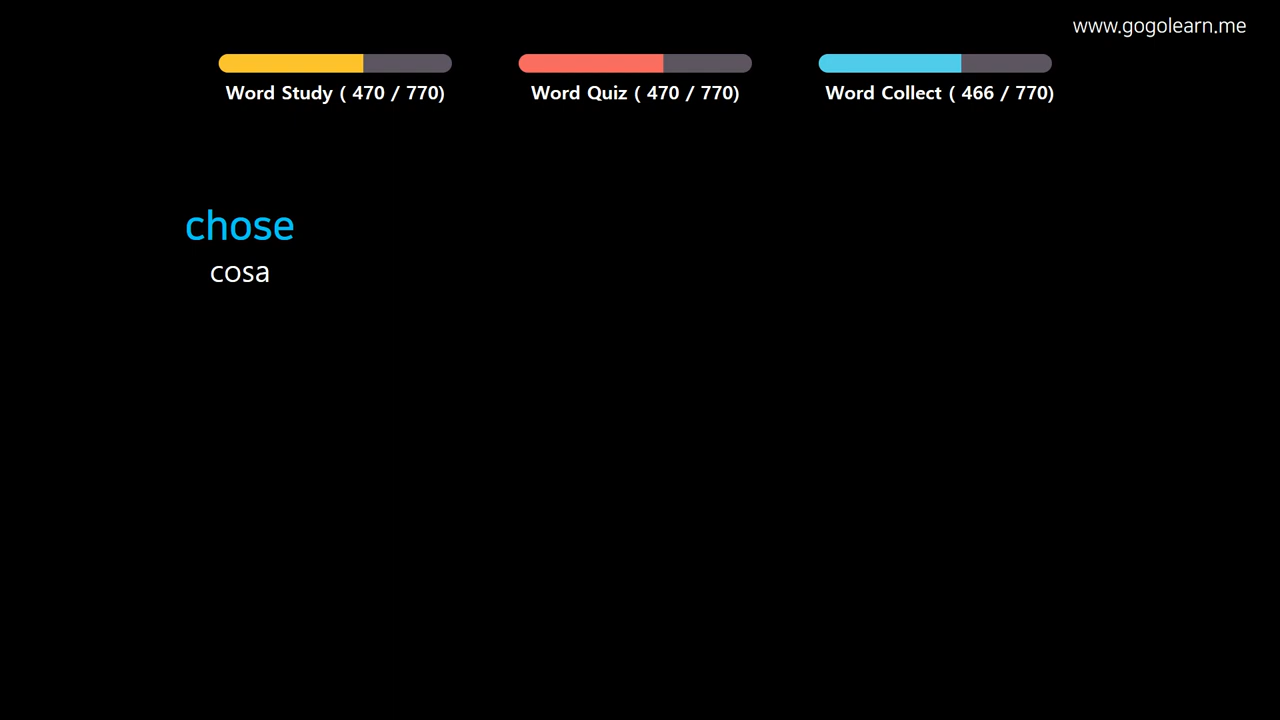 www.gogolearn.me
Word Study ( 470 / 770)
Word Quiz ( 470 / 770)
Word Collect ( 466 / 770)
chose
cosa